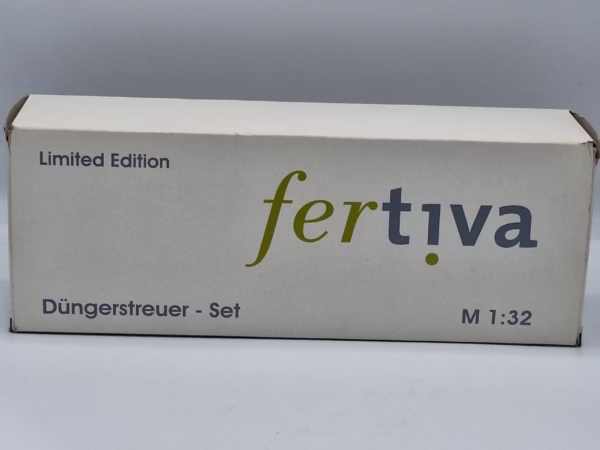 Limited Edition
fertiva
Düngerstreuer - Set
M 1:32